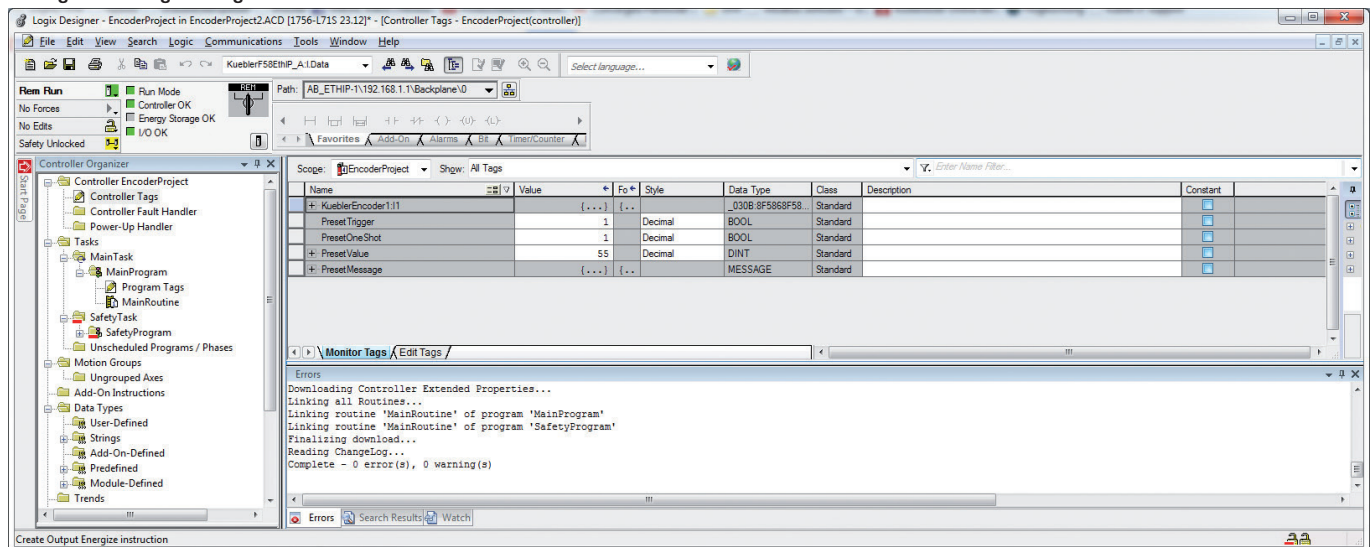 Logix Designer - EncoderProject in EncoderProject2.ACD [1756-L71S 23.12]* - [Controller Tags - EncoderProject(controller)]
File Edit View Search Logic Communications Tools Window Help
KueblerF58EthIP_A:I.Data
Select language...
Rem Run
Run Mode
REM
Path: AB_ETHIP-1\192.168.1.1\Backplane\0
No Forces
Controller OK
No Edits
Energy Storage OK
Safety Unlocked
I/O OK
Favorites Add-On Alarms Bit Timer/Counter
Start Page
Controller Organizer
Controller EncoderProject
Controller Tags
Controller Fault Handler
Power-Up Handler
Tasks
MainTask
MainProgram
Program Tags
MainRoutine
SafetyTask
SafetyProgram
Unscheduled Programs / Phases
Motion Groups
Ungrouped Axes
Add-On Instructions
Data Types
User-Defined
Strings
Add-On-Defined
Predefined
Module-Defined
Trends
Scope: EncoderProject Show: All Tags
Enter Name Filter...
Name Value Fo Style Data Type Class Description Constant
KueblerEncoder1:I1 {...} {.. _030B:8F5868F58... Standard
PresetTrigger 1 Decimal BOOL Standard
PresetOneShot 1 Decimal BOOL Standard
PresetValue 55 Decimal DINT Standard
PresetMessage {...} {.. MESSAGE Standard
Monitor Tags Edit Tags
Errors
Downloading Controller Extended Properties...
Linking all Routines...
Linking routine 'MainRoutine' of program 'MainProgram'
Linking routine 'MainRoutine' of program 'SafetyProgram'
Finalizing download...
Reading ChangeLog...
Complete - 0 error(s), 0 warning(s)
Errors Search Results Watch
Create Output Energize instruction